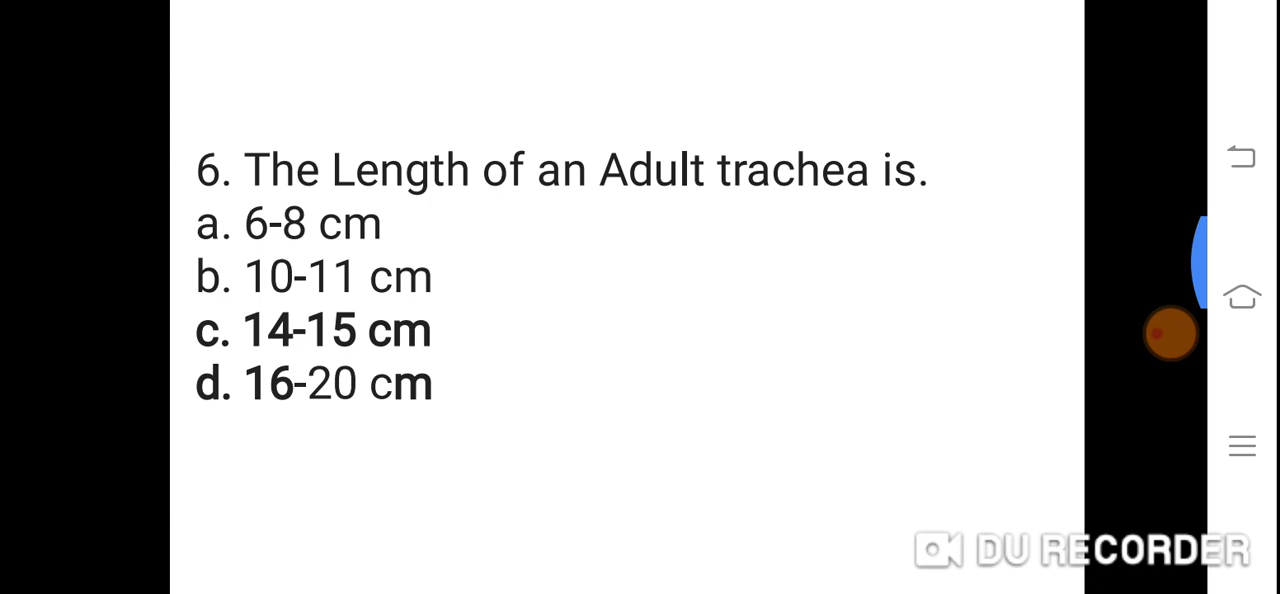 6. The Length of an Adult trachea is.
a. 6-8 cm
b. 10-11 cm
c. 14-15 cm
d. 16-20 cm
DU RECORDER